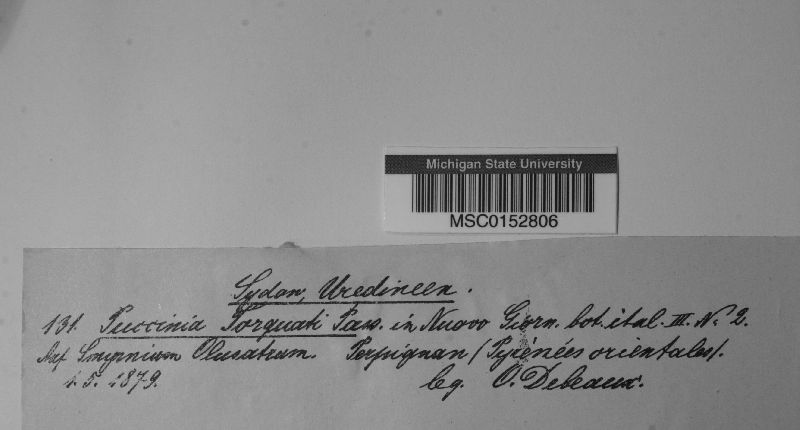 Michigan State University
MSC0152806
Sydow, Uredineen.
131. Puccinia Torquati Pass. in Nuovo Giorn. bot. ital. III. No. 2.
Auf Smyrnium Olusatrum. Perpignan (Pyrénées orientales).
1. 5. 1879. leg. O. Debeaux.